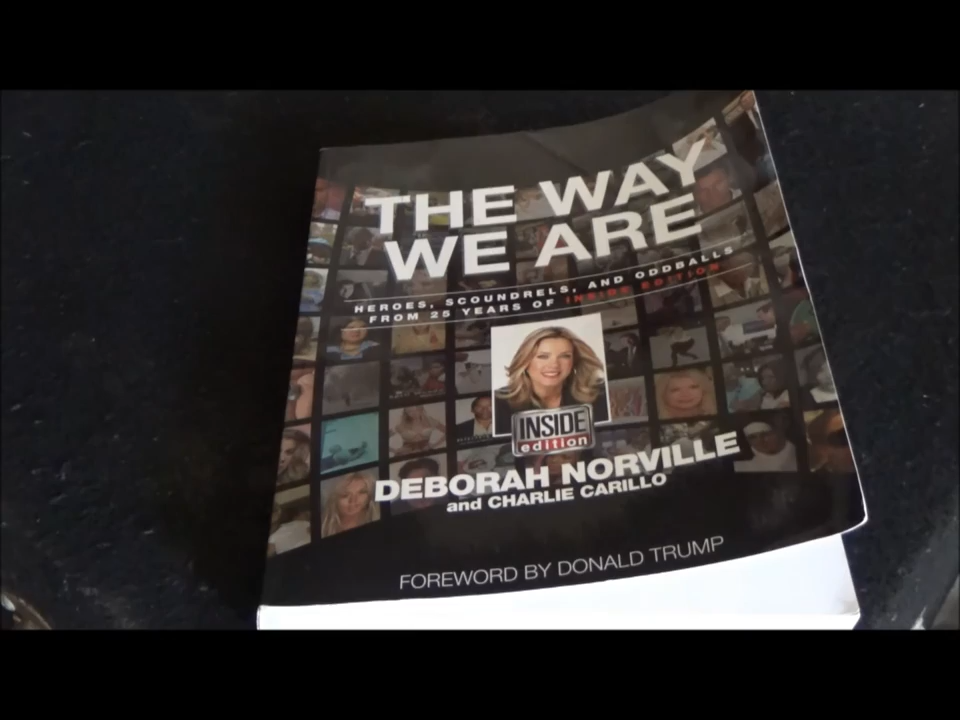 THE WAY
WE ARE
HEROES, SCOUNDRELS, AND ODDBALLS
FROM 25 YEARS OF INSIDE EDITION
INSIDE
edition
DEBORAH NORVILLE
and CHARLIE CARILLO
FOREWORD BY DONALD TRUMP